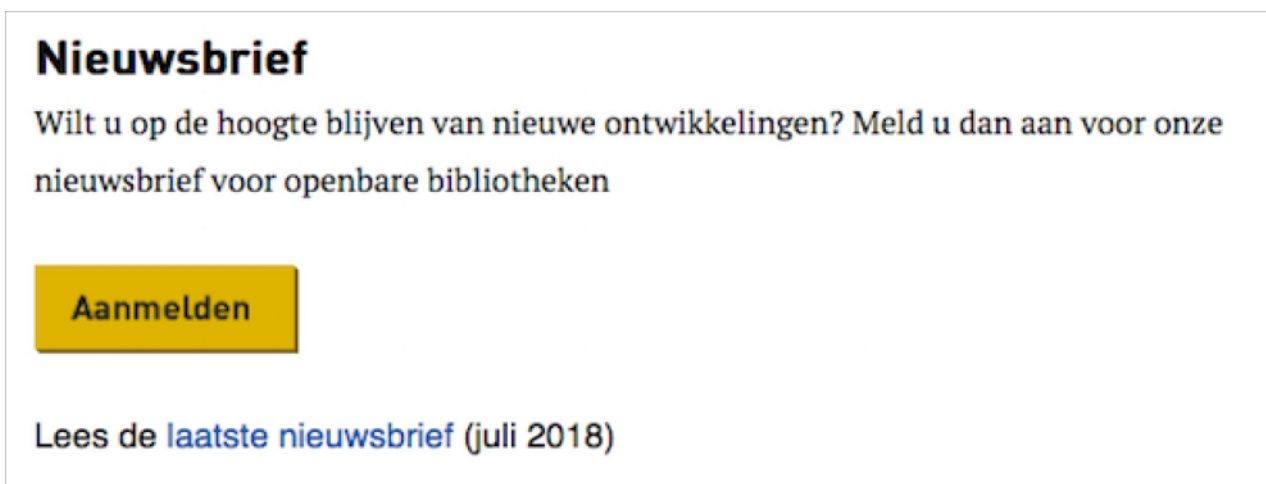 Nieuwsbrief
Wilt u op de hoogte blijven van nieuwe ontwikkelingen? Meld u dan aan voor onze
nieuwsbrief voor openbare bibliotheken
Aanmelden
Lees de laatste nieuwsbrief (juli 2018)